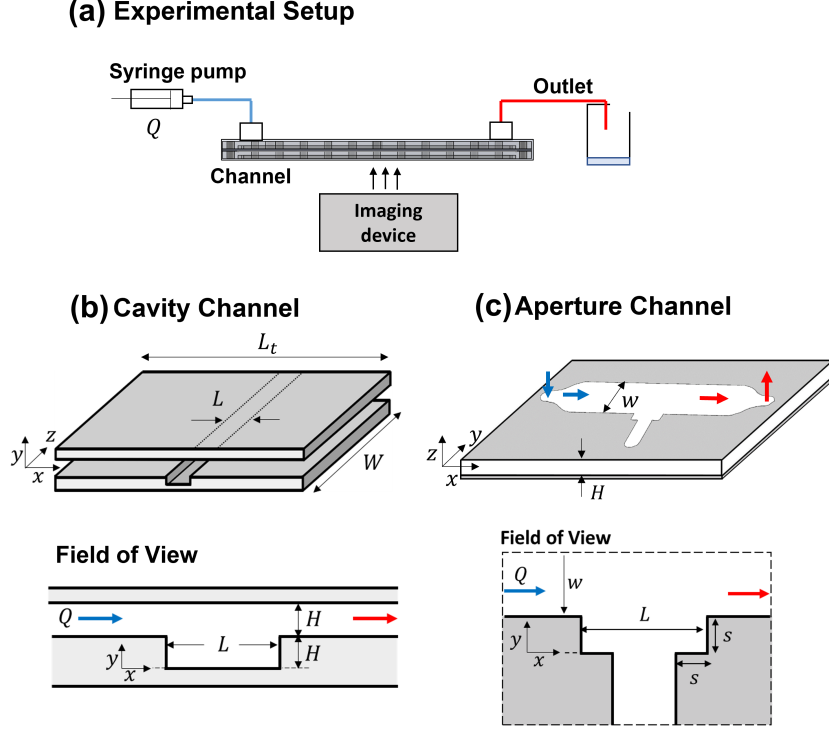 (a) Experimental Setup
Syringe pump
Q
Outlet
Channel
Imaging
device
(b) Cavity Channel
L_t
L
z
y
x
W
(c) Aperture Channel
w
y
z
x
H
Field of View
Q
H
L
H
y
x
Field of View
Q
w
L
y
s
x
s